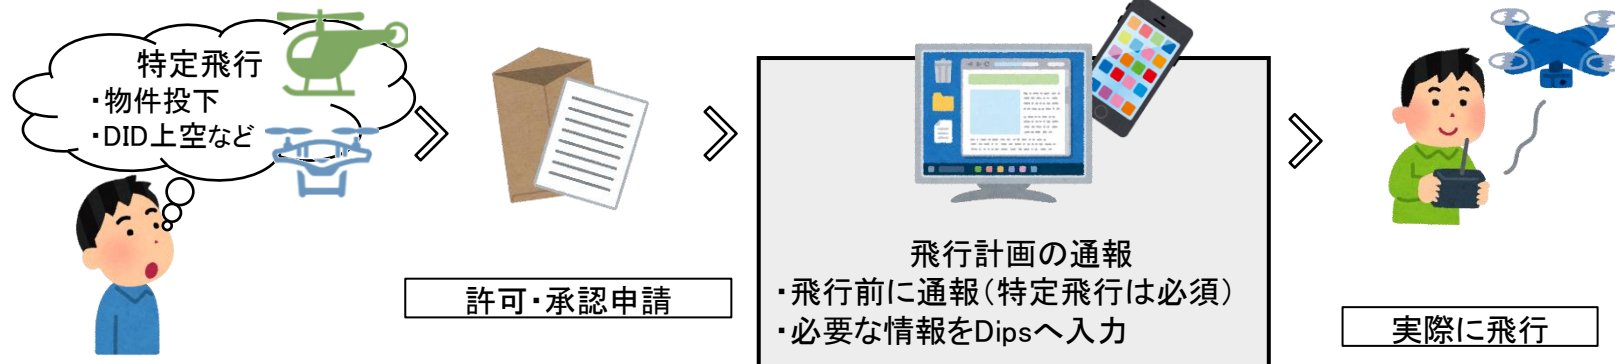 特定飛行
・物件投下
・DID上空など
許可・承認申請
飛行計画の通報
・飛行前に通報（特定飛行は必須）
・必要な情報をDipsへ入力
実際に飛行